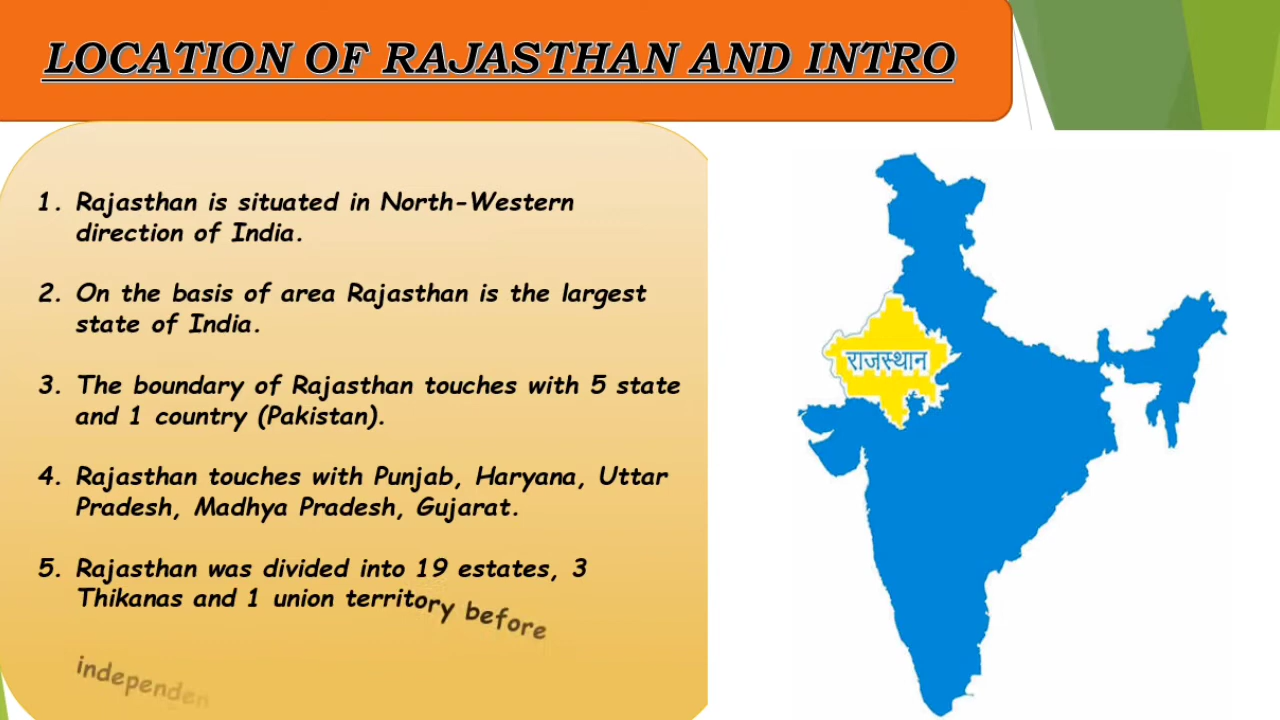 LOCATION OF RAJASTHAN AND INTRO
1. Rajasthan is situated in North-Western
direction of India.
2. On the basis of area Rajasthan is the largest
state of India.
3. The boundary of Rajasthan touches with 5 state
and 1 country (Pakistan).
4. Rajasthan touches with Punjab, Haryana, Uttar
Pradesh, Madhya Pradesh, Gujarat.
5. Rajasthan was divided into 19 estates, 3
Thikanas and 1 union territory before
independen
राजस्थान